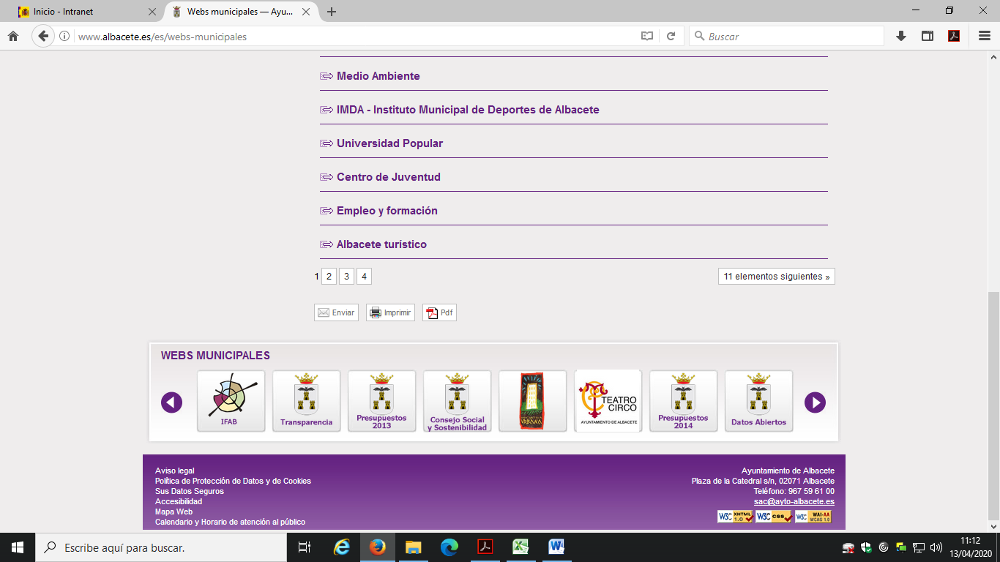 Inicio - Intranet
Webs municipales — Ayu...
www.albacete.es/es/webs-municipales
Buscar
Medio Ambiente
IMDA - Instituto Municipal de Deportes de Albacete
Universidad Popular
Centro de Juventud
Empleo y formación
Albacete turístico
1 2 3 4
11 elementos siguientes »
Enviar
Imprimir
Pdf
WEBS MUNICIPALES
IFAB
Transparencia
Presupuestos
2013
Consejo Social
y Sostenibilidad
URBANA
TEATRO
CIRCO
AYUNTAMIENTO DE ALBACETE
Presupuestos
2014
Datos Abiertos
Aviso legal
Política de Protección de Datos y de Cookies
Sus Datos Seguros
Accesibilidad
Mapa Web
Calendario y Horario de atención al público
Ayuntamiento de Albacete
Plaza de la Catedral s/n, 02071 Albacete
Teléfono: 967 59 61 00
sac@ayto-albacete.es
W3C XHTML 1.0
W3C CSS
W3C WAI-AA WCAG 1.0
Escribe aquí para buscar.
11:12
13/04/2020